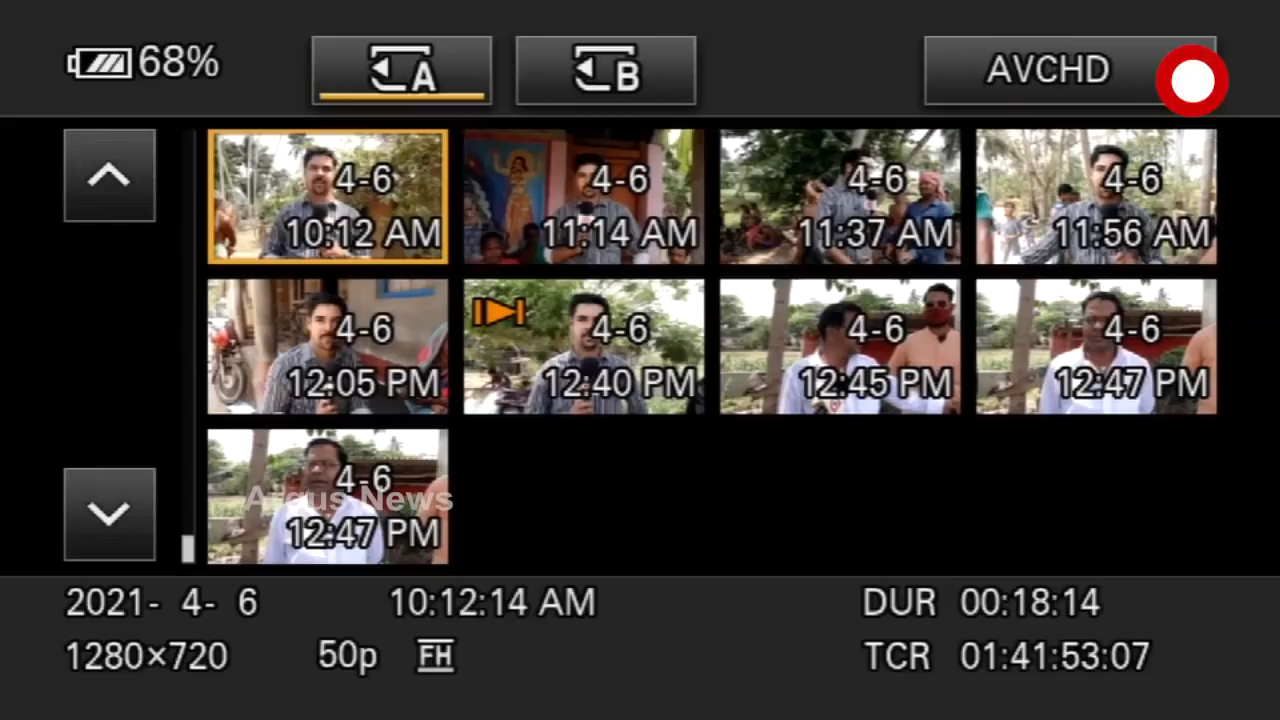 68%
A
B
AVCHD
4-6
10:12 AM
4-6
11:14 AM
4-6
11:37 AM
4-6
11:56 AM
4-6
12:05 PM
4-6
12:40 PM
4-6
12:45 PM
4-6
12:47 PM
4-6
Argus News
12:47 PM
2021- 4- 6 10:12:14 AM DUR 00:18:14
1280×720 50p FH TCR 01:41:53:07